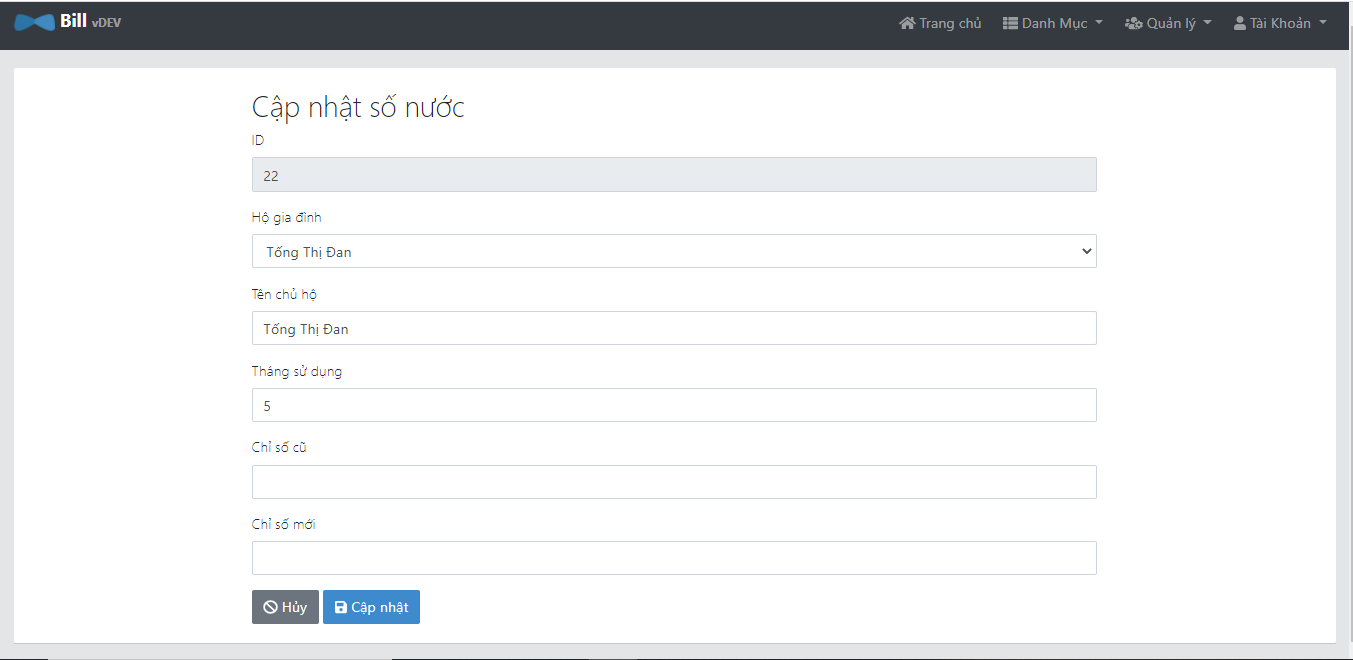 Bill vDEV
Trang chủ Danh Mục Quản lý Tài Khoản
Cập nhật số nước
ID
22
Hộ gia đình
Tống Thị Đan
Tên chủ hộ
Tống Thị Đan
Tháng sử dụng
5
Chỉ số cũ
Chỉ số mới
Hủy Cập nhật